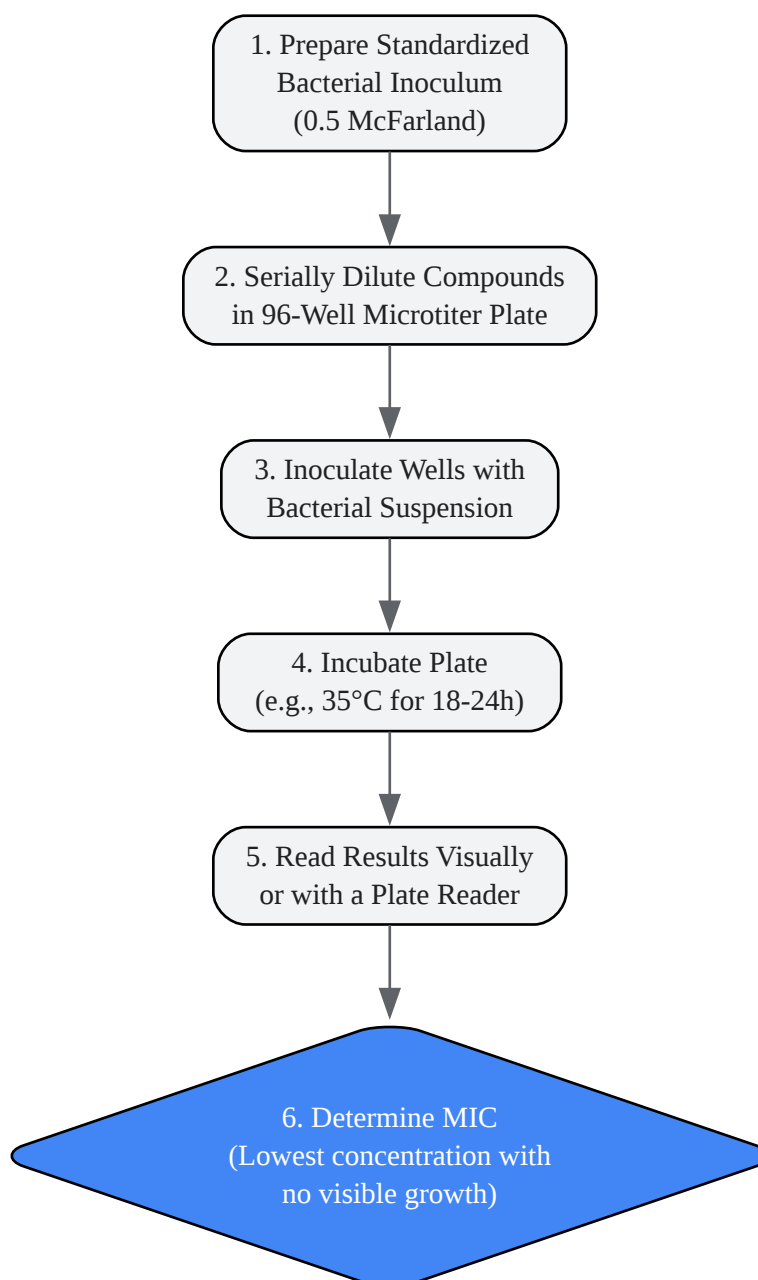 1. Prepare Standardized
Bacterial Inoculum
(0.5 McFarland)
2. Serially Dilute Compounds
in 96-Well Microtiter Plate
3. Inoculate Wells with
Bacterial Suspension
4. Incubate Plate
(e.g., 35°C for 18-24h)
5. Read Results Visually
or with a Plate Reader
6. Determine MIC
(Lowest concentration with
no visible growth)